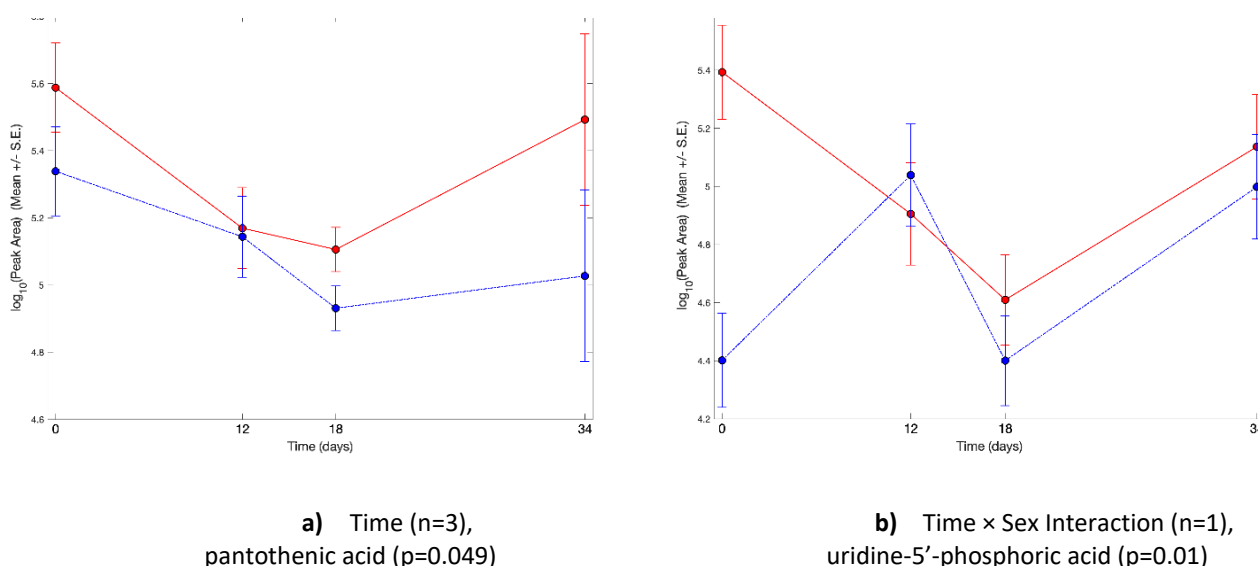 5.8
5.6
5.4
5.2
5
4.8
4.6
log10(Peak Area) (Mean +/- S.E.)
0
12
18
34
Time (days)
5.4
5.2
5
4.8
4.6
4.4
4.2
log10(Peak Area) (Mean +/- S.E.)
0
12
18
34
Time (days)
a) Time (n=3),
pantothenic acid (p=0.049)
b) Time × Sex Interaction (n=1),
uridine-5’-phosphoric acid (p=0.01)